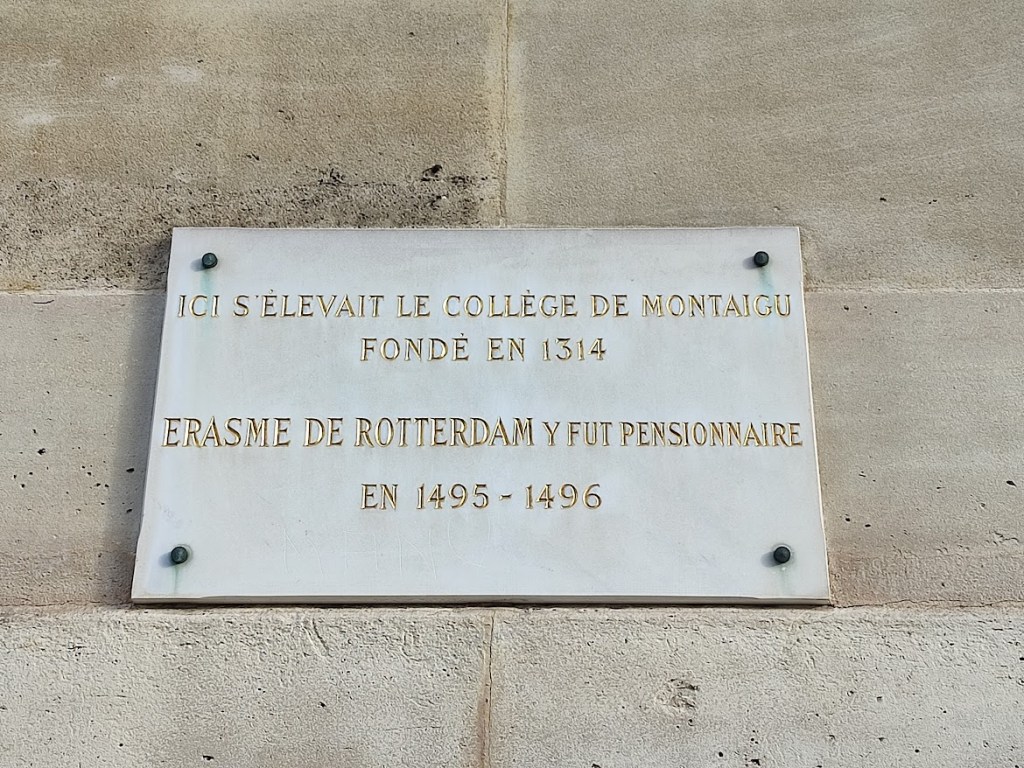 ICI S'ÉLEVAIT LE COLLÈGE DE MONTAIGU
FONDÉ EN 1314
ERASME DE ROTTERDAM Y FUT PENSIONNAIRE
EN 1495 - 1496